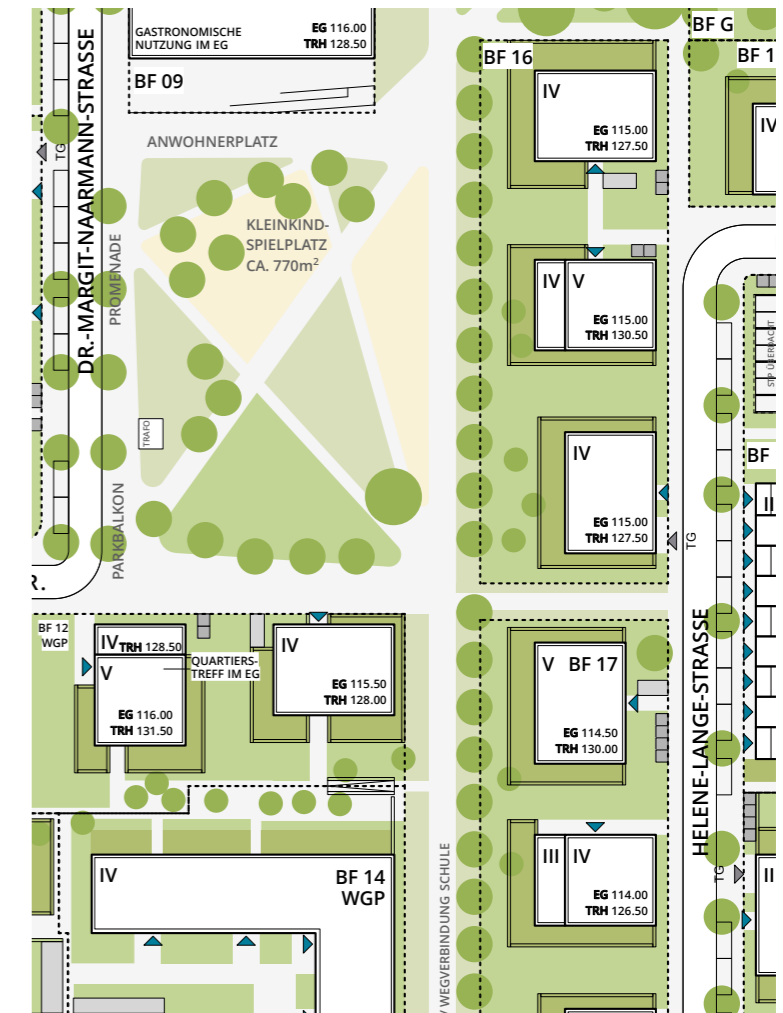 GASTRONOMISCHE
NUTZUNG IM EG
EG 116.00
TRH 128.50
BF 09
ANWOHNERPLATZ
KLEINKIND-
SPIELPLATZ
CA. 770m²
DR.-MARGIT-NAARMANN-STRASSE
PROMENADE
TG
TRAFO
PARKBALKON
R.
BF G
BF 16
BF 1
IV
EG 115.00
TRH 127.50
IV
IV
V
EG 115.00
TRH 130.50
STP ÜBERDACHT
IV
EG 115.00
TRH 127.50
BF
II
TG
HELENE-LANGE-STRASSE
BF 12
WGP
IV
TRH 128.50
V
QUARTIERS-
TREFF IM EG
EG 116.00
TRH 131.50
IV
EG 115.50
TRH 128.00
V
BF 17
EG 114.50
TRH 130.00
IV
BF 14
WGP
WEGVERBINDUNG SCHULE
III
IV
EG 114.00
TRH 126.50
TG
II